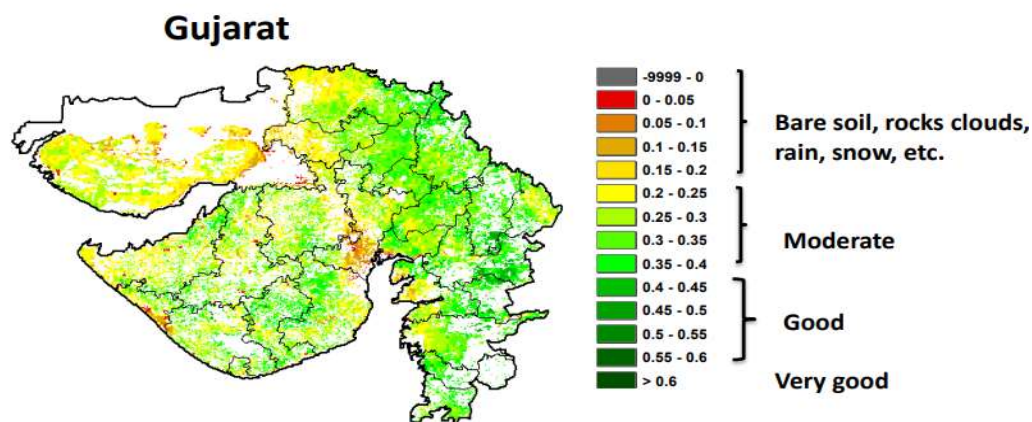 Gujarat
-9999 - 0
0 - 0.05
0.05 - 0.1
0.1 - 0.15
0.15 - 0.2
Bare soil, rocks clouds,
rain, snow, etc.
0.2 - 0.25
0.25 - 0.3
0.3 - 0.35
0.35 - 0.4
Moderate
0.4 - 0.45
0.45 - 0.5
0.5 - 0.55
0.55 - 0.6
Good
> 0.6
Very good